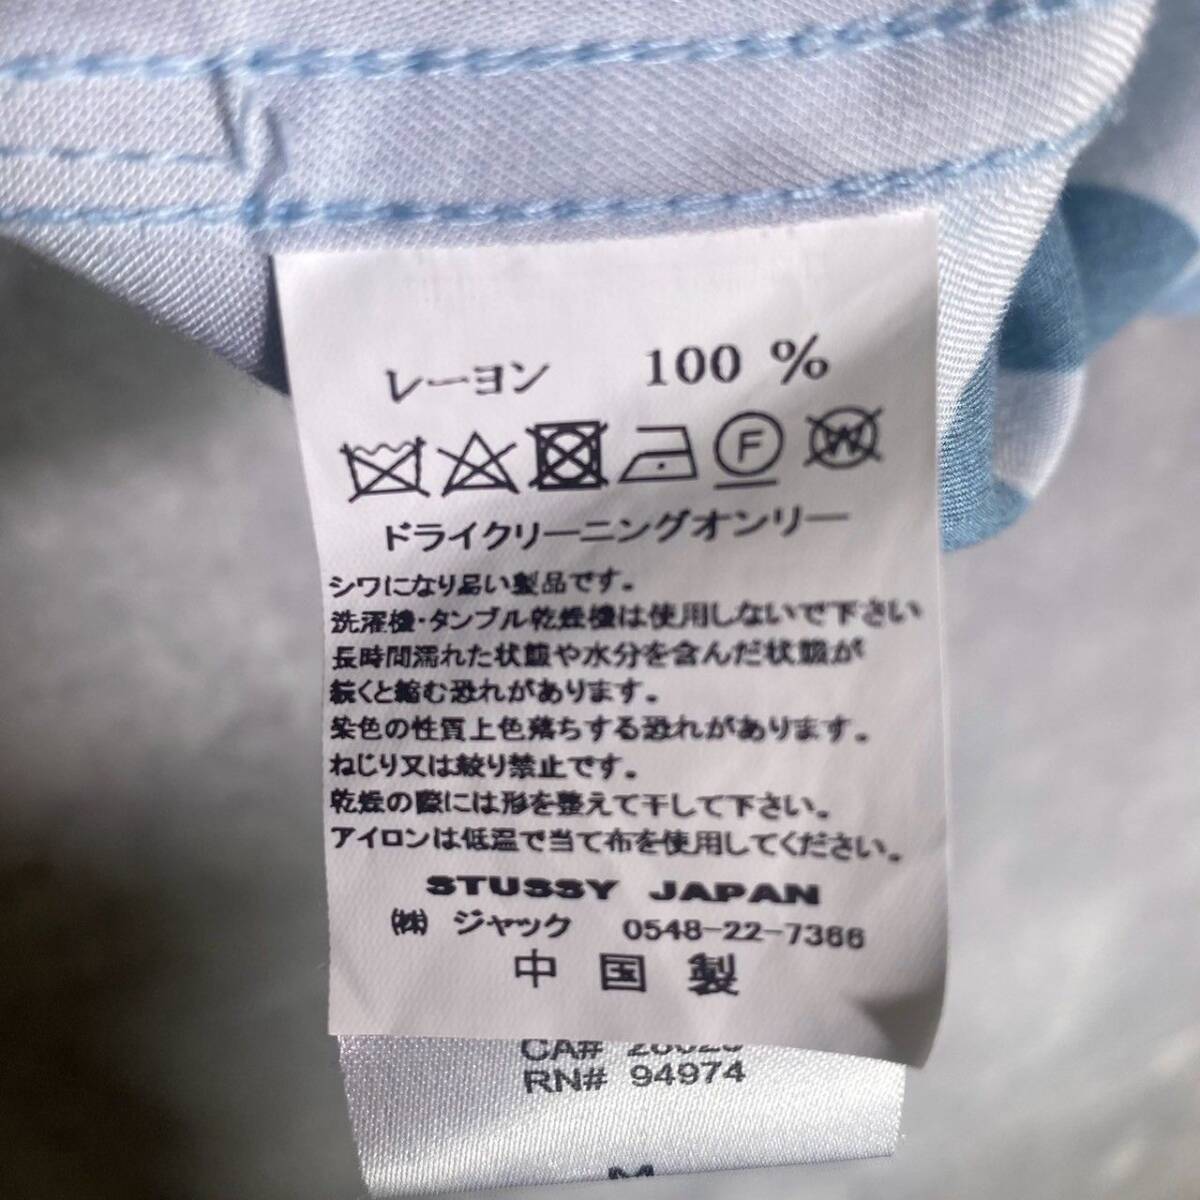 レーヨン 100 %
F W
ドライクリーニングオンリー
シワになり易い製品です。
洗濯機・タンブル乾燥機は使用しないで下さい
長時間濡れた状態や水分を含んだ状態が
続くと縮む恐れがあります。
染色の性質上色落ちする恐れがあります。
ねじり又は絞り禁止です。
乾燥の際には形を整えて干して下さい。
アイロンは低温で当て布を使用してください。
STUSSY JAPAN
㈱ ジャック 0548-22-7366
中国製
CA#
RN# 94974
M